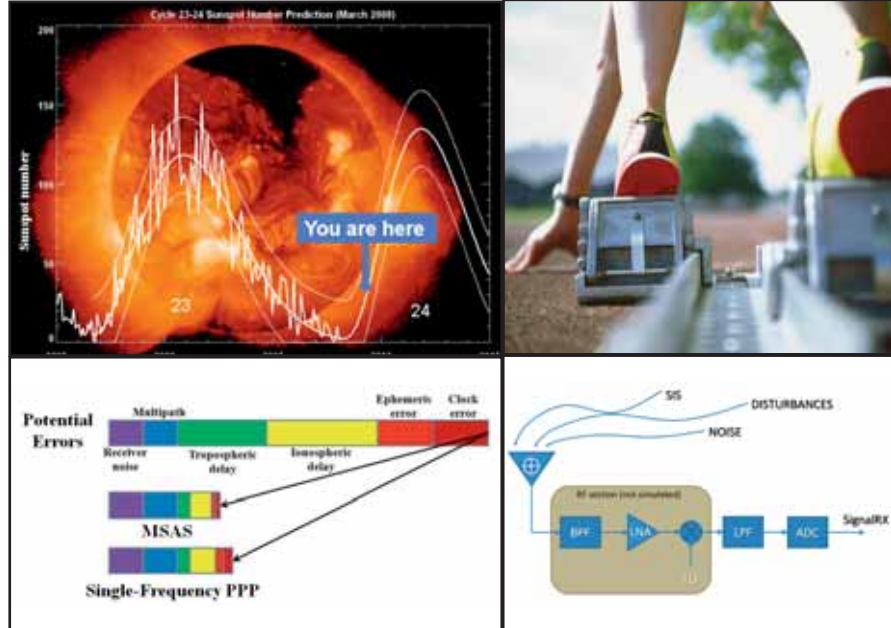 Cycle 23-24 Sunspot Number Prediction (March 2008)
200
150
100
50
0
Sunspot number
You are here
23
24
Potential
Errors
Multipath
Ephemeris
error
Clock
error
Receiver
noise
Tropospheric
delay
Ionospheric
delay
MSAS
Single-Frequency PPP
SIS
DISTURBANCES
NOISE
RF section (not simulated)
BPF
LNA
LPF
ADC
SignalRX